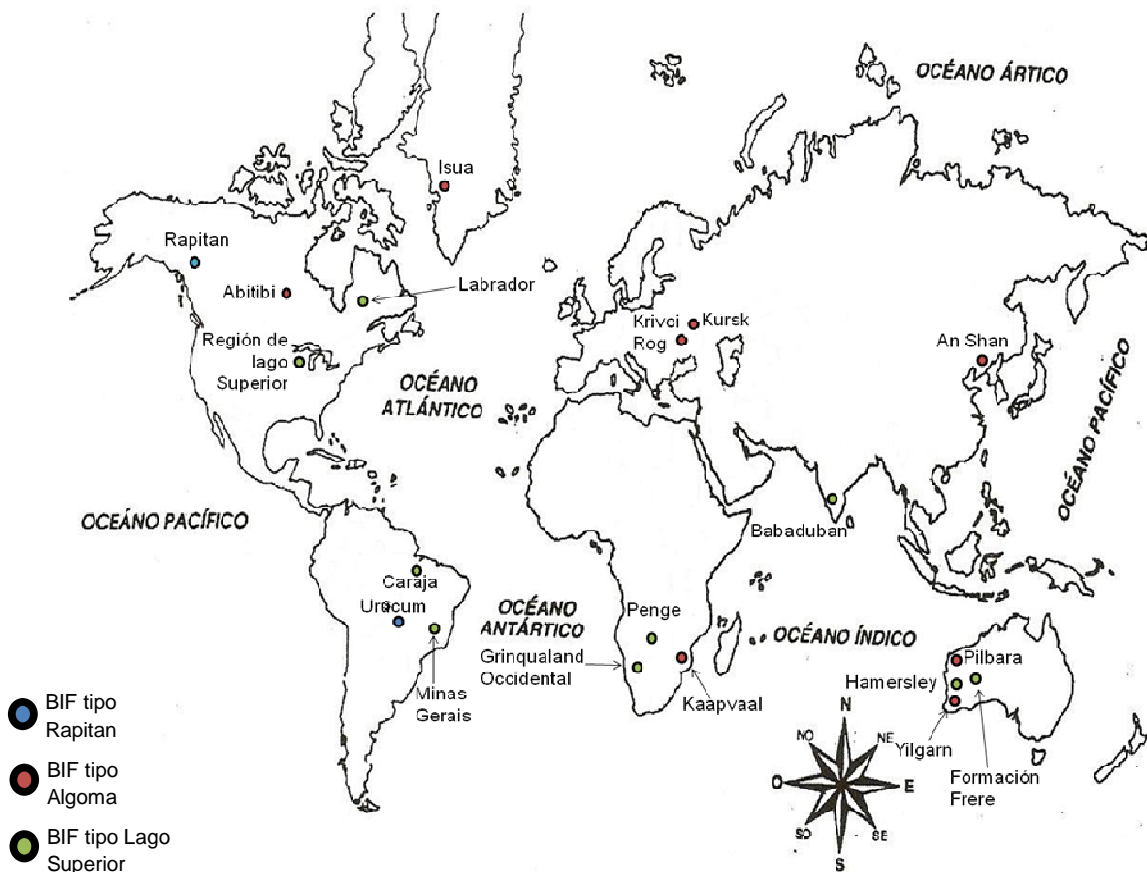 OCÉANO ÁRTICO
Isua
Rapitan
Abitibi
Labrador
Región de
lago
Superior
Krivoi
Rog
Kursk
An Shan
OCÉANO
ATLÁNTICO
OCÉANO PACÍFICO
OCEÁNO PACÍFICO
Babaduban
Caraja
Urucum
OCÉANO
ANTÁRTICO
Penge
OCÉANO ÍNDICO
Grinqualand
Occidental
Minas
Gerais
Kaapvaal
Pilbara
Hamersley
Yilgarn
Formación
Frere
N
NO
NE
O
E
SO
SE
S
BIF tipo
Rapitan
BIF tipo
Algoma
BIF tipo Lago
Superior